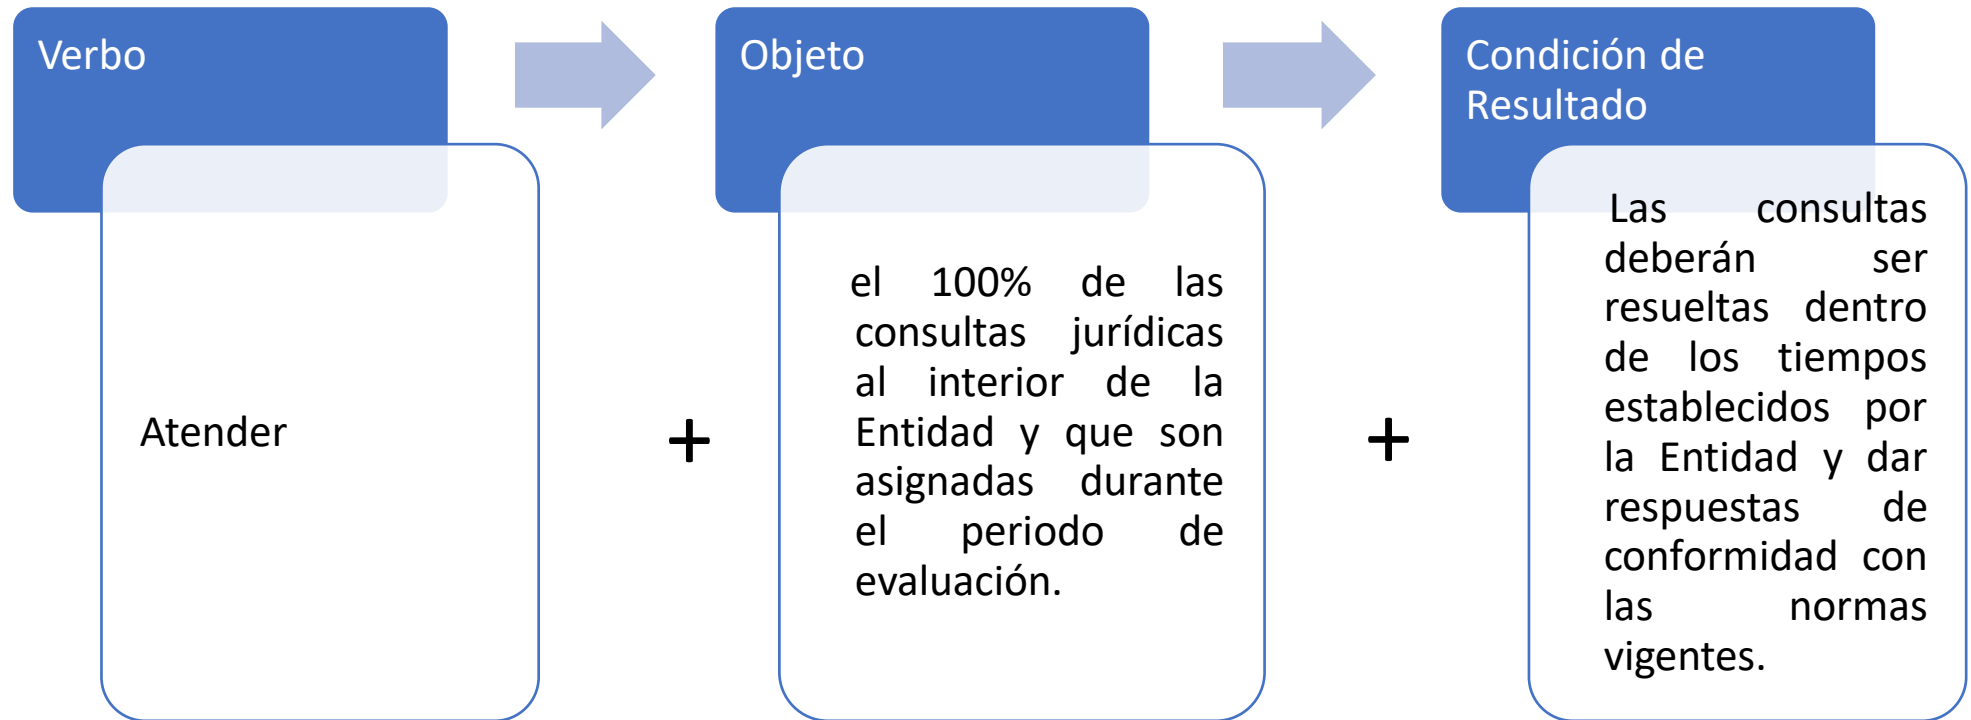 Verbo
Atender
+
Objeto
el 100% de las
consultas jurídicas
al interior de la
Entidad y que son
asignadas durante
el periodo de
evaluación.
+
Condición de
Resultado
Las consultas
deberán ser
resueltas dentro
de los tiempos
establecidos por
la Entidad y dar
respuestas de
conformidad con
las normas
vigentes.